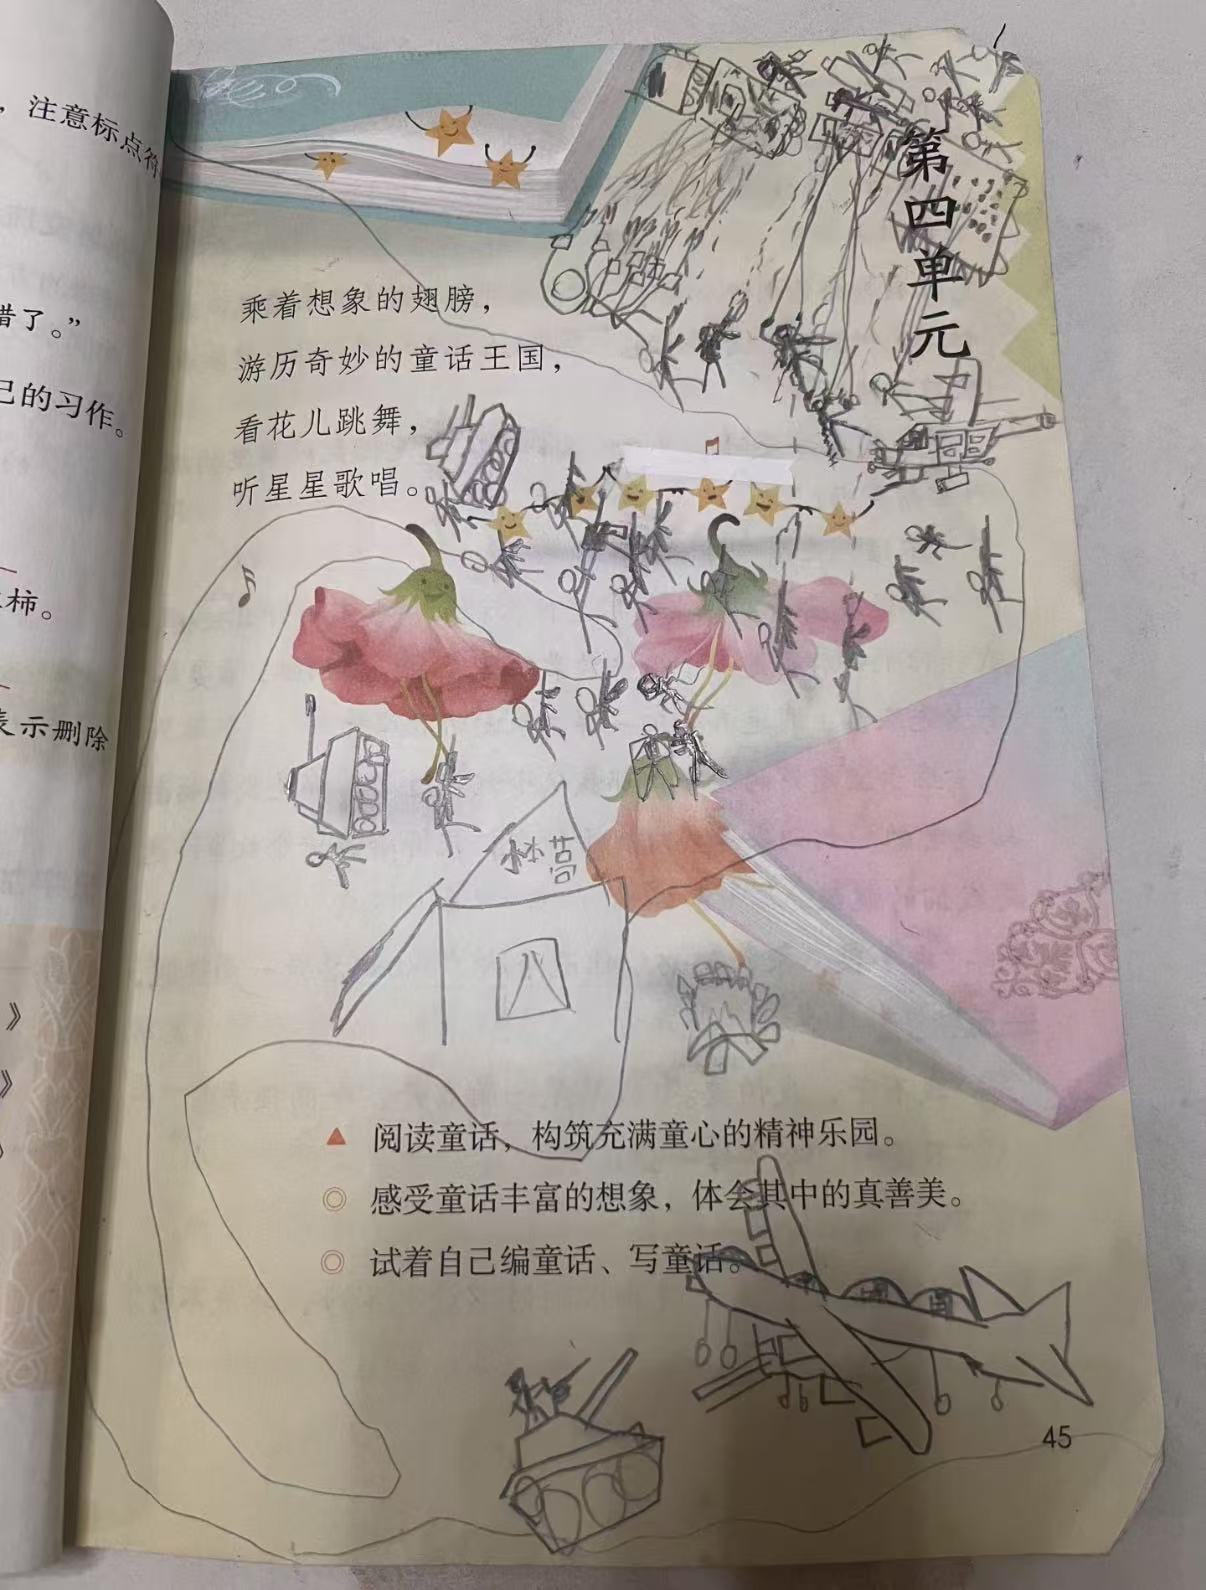 ，注意标点符
错了。”
己的习作。
柿。
表示删除
》
》
第四单元
乘着想象的翅膀，
游历奇妙的童话王国，
看花儿跳舞，
听星星歌唱。
▲ 阅读童话，构筑充满童心的精神乐园。
◎ 感受童话丰富的想象，体会其中的真善美。
◎ 试着自己编童话、写童话。
45